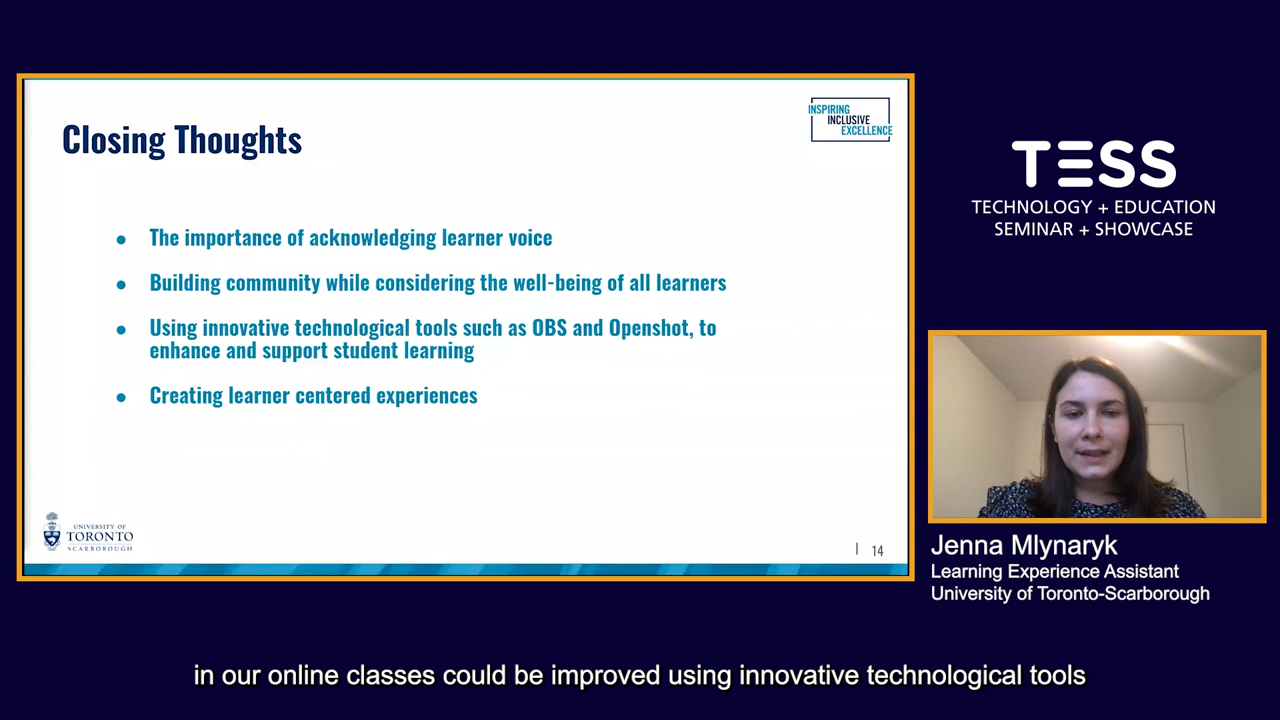 Closing Thoughts
INSPIRING
INCLUSIVE
EXCELLENCE
● The importance of acknowledging learner voice
● Building community while considering the well-being of all learners
● Using innovative technological tools such as OBS and Openshot, to
enhance and support student learning
● Creating learner centered experiences
UNIVERSITY OF
TORONTO
SCARBOROUGH
| 14
TESS
TECHNOLOGY + EDUCATION
SEMINAR + SHOWCASE
Jenna Mlynaryk
Learning Experience Assistant
University of Toronto-Scarborough
in our online classes could be improved using innovative technological tools